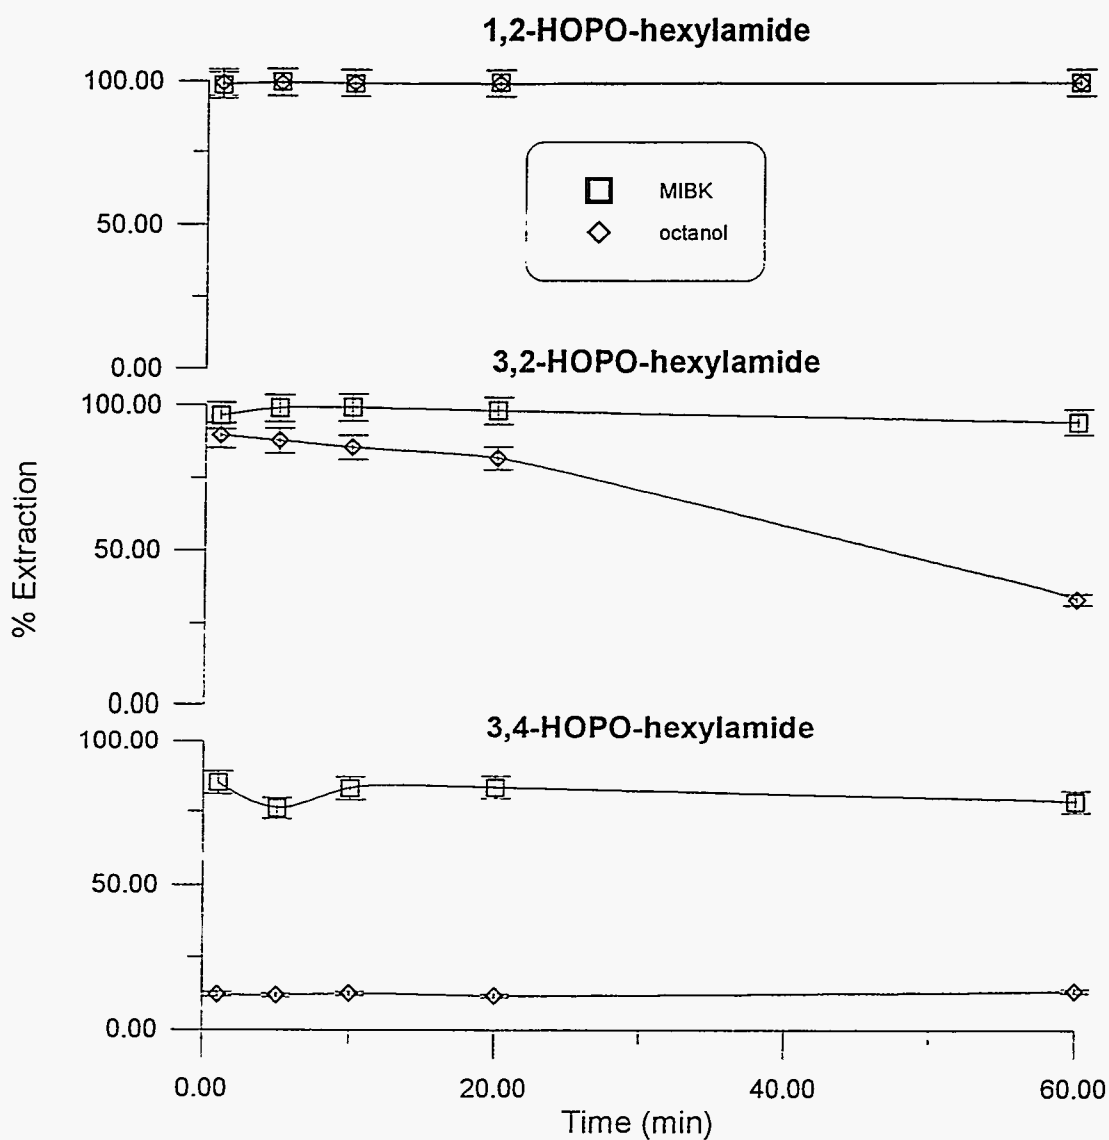 1,2-HOPO-hexylamide
100.00
50.00
0.00
MIBK
octanol
3,2-HOPO-hexylamide
100.00
50.00
0.00
% Extraction
3,4-HOPO-hexylamide
100.00
50.00
0.00
0.00 20.00 40.00 60.00
Time (min)